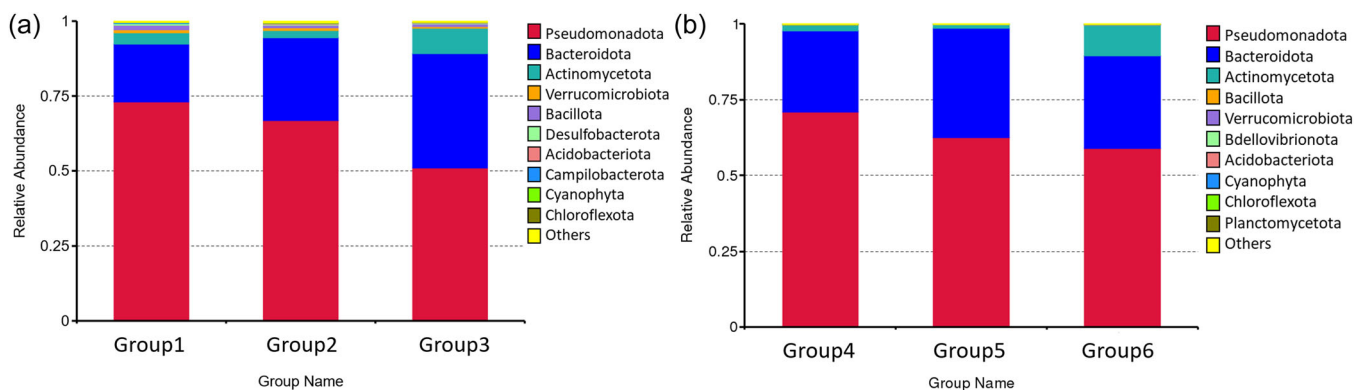 (a)
Relative Abundance
1
0.75
0.5
0.25
0
Group1
Group2
Group3
Group Name
Pseudomonadota
Bacteroidota
Actinomycetota
Verrucomicrobiota
Bacillota
Desulfobacterota
Acidobacteriota
Campilobacterota
Cyanophyta
Chloroflexota
Others
(b)
Relative Abundance
1
0.75
0.5
0.25
0
Group4
Group5
Group6
Group Name
Pseudomonadota
Bacteroidota
Actinomycetota
Bacillota
Verrucomicrobiota
Bdellovibrionota
Acidobacteriota
Cyanophyta
Chloroflexota
Planctomycetota
Others